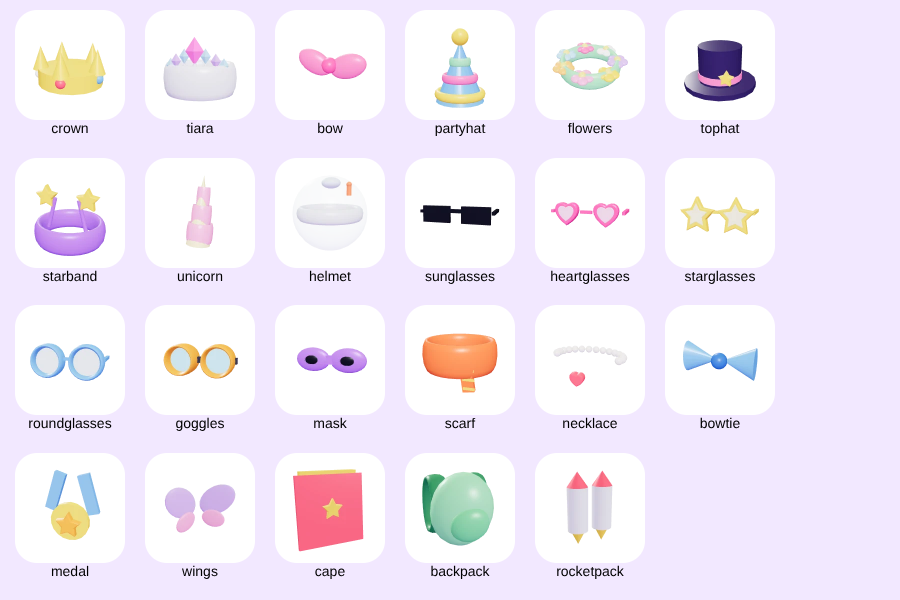 crown
tiara
bow
partyhat
flowers
tophat
starband
unicorn
helmet
sunglasses
heartglasses
starglasses
roundglasses
goggles
mask
scarf
necklace
bowtie
medal
wings
cape
backpack
rocketpack